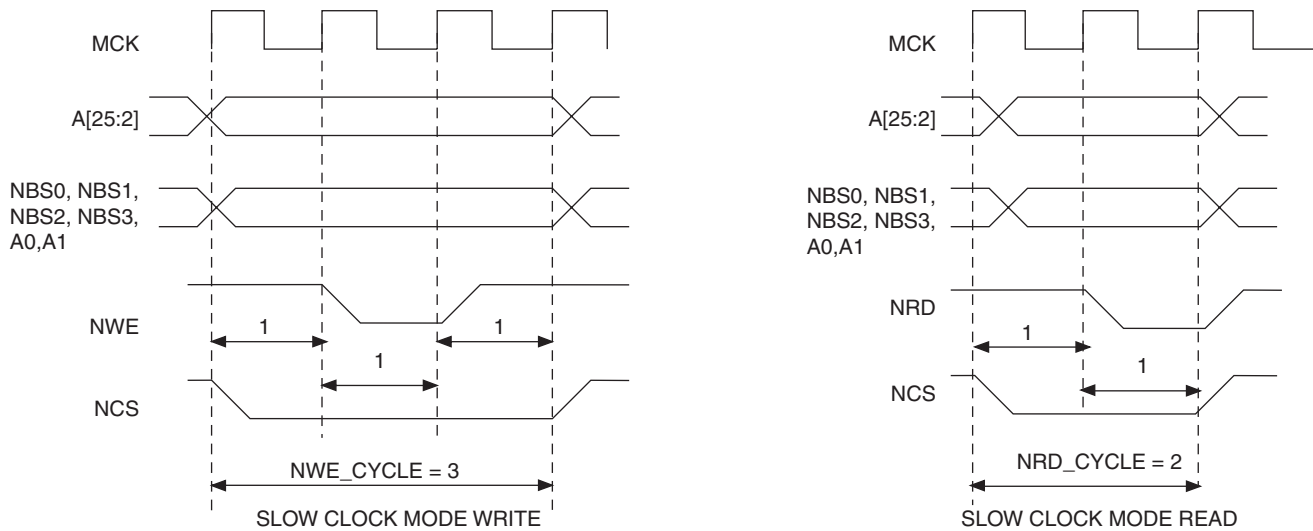 MCK
A[25:2]
NBS0, NBS1,
NBS2, NBS3,
A0,A1
NWE
1
1
1
NCS
NWE_CYCLE = 3
SLOW CLOCK MODE WRITE
MCK
A[25:2]
NBS0, NBS1,
NBS2, NBS3,
A0,A1
NRD
1
1
NCS
NRD_CYCLE = 2
SLOW CLOCK MODE READ